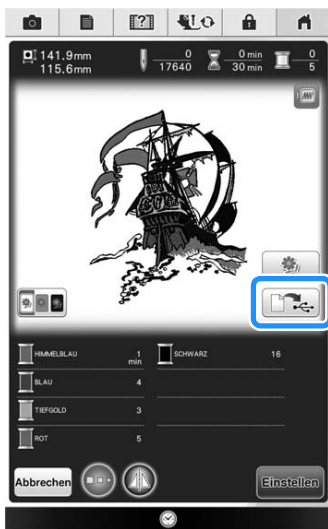 141.9mm
115.6mm
0
17640
0 min
30 min
0
5
HIMMELBLAU 1 min
SCHWARZ 16
BLAU 4
TIEFGOLD 3
ROT 5
Abbrechen
Einstellen